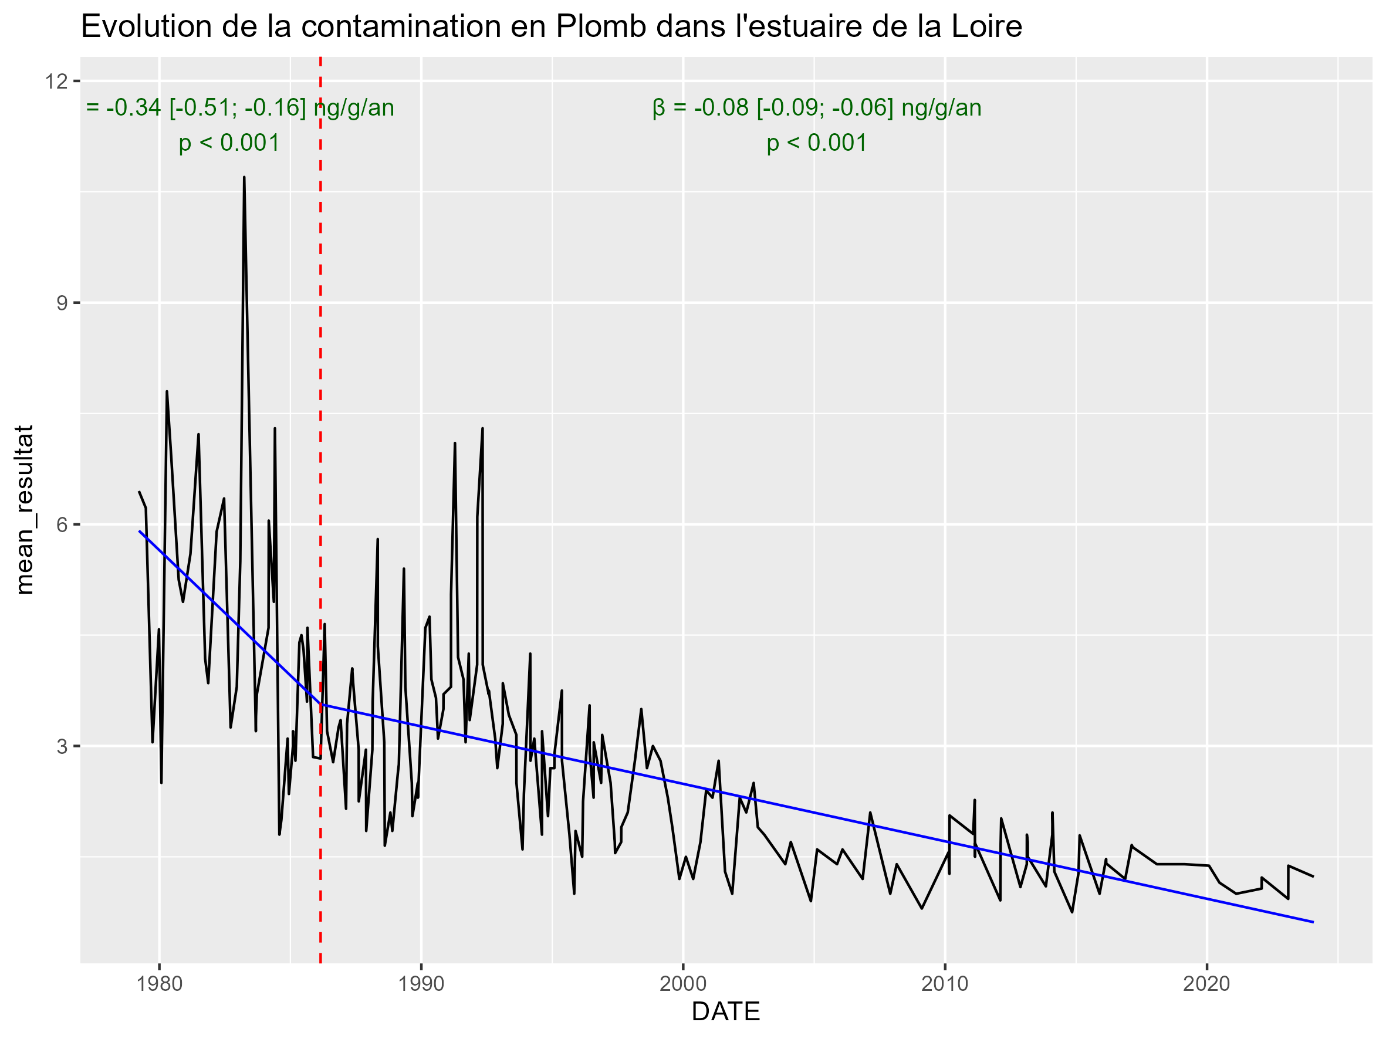 Evolution de la contamination en Plomb dans l'estuaire de la Loire
12
= -0.34 [-0.51; -0.16] ng/g/an
p < 0.001
β = -0.08 [-0.09; -0.06] ng/g/an
p < 0.001
9
6
3
mean_resultat
1980
1990
2000
2010
2020
DATE